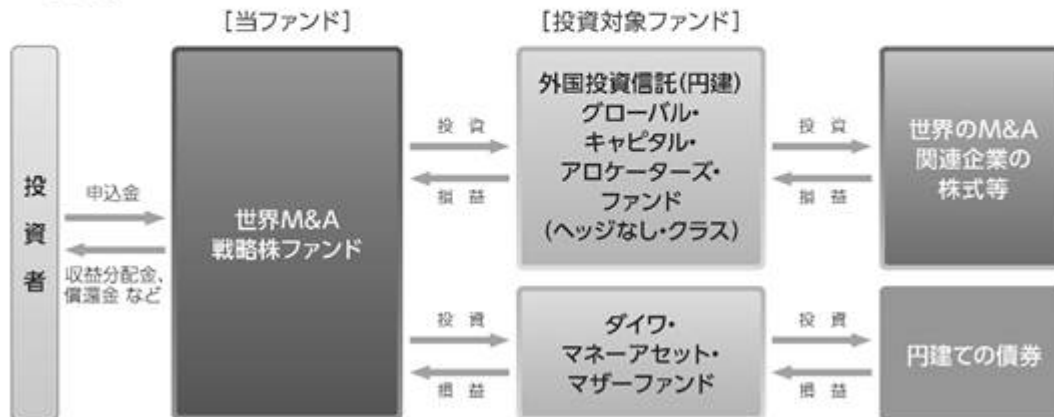 [当ファンド]
[投資対象ファンド]
投資者
申込金
収益分配金、
償還金 など
世界M&A
戦略株ファンド
投 資
損 益
外国投資信託(円建)
グローバル・
キャピタル・
アロケーターズ・
ファンド
(ヘッジなし・クラス)
投 資
損 益
世界のM&A
関連企業の
株式等
投 資
損 益
ダイワ・
マネーアセット・
マザーファンド
投 資
損 益
円建ての債券